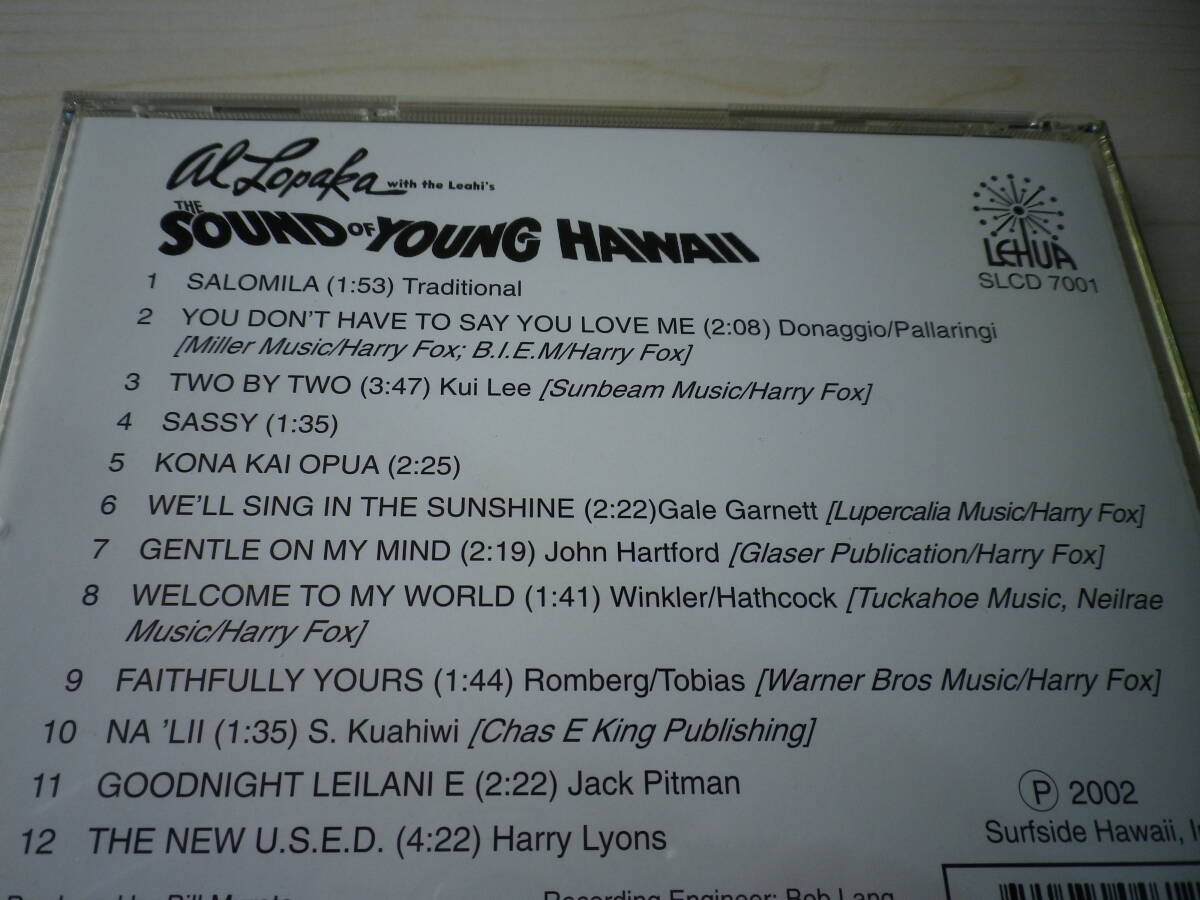 Al Lopaka with the Leahi's
THE SOUND OF YOUNG HAWAII
LEHUA
SLCD 7001
1 SALOMILA (1:53) Traditional
2 YOU DON'T HAVE TO SAY YOU LOVE ME (2:08) Donaggio/Pallaringi
[Miller Music/Harry Fox; B.I.E.M/Harry Fox]
3 TWO BY TWO (3:47) Kui Lee [Sunbeam Music/Harry Fox]
4 SASSY (1:35)
5 KONA KAI OPUA (2:25)
6 WE'LL SING IN THE SUNSHINE (2:22)Gale Garnett [Lupercalia Music/Harry Fox]
7 GENTLE ON MY MIND (2:19) John Hartford [Glaser Publication/Harry Fox]
8 WELCOME TO MY WORLD (1:41) Winkler/Hathcock [Tuckahoe Music, Neilrae
Music/Harry Fox]
9 FAITHFULLY YOURS (1:44) Romberg/Tobias [Warner Bros Music/Harry Fox]
10 NA 'LII (1:35) S. Kuahiwi [Chas E King Publishing]
11 GOODNIGHT LEILANI E (2:22) Jack Pitman
12 THE NEW U.S.E.D. (4:22) Harry Lyons
Ⓟ 2002
Surfside Hawaii,
Recording Engineer: Bob Lang